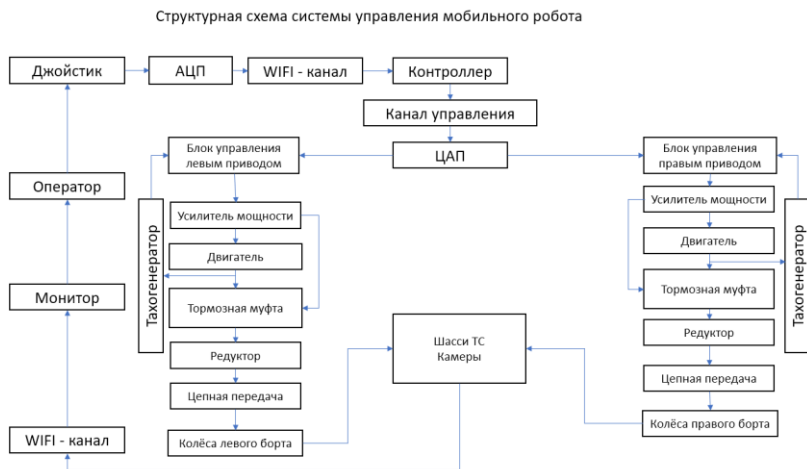 Структурная схема системы управления мобильного робота
Джойстик
АЦП
WIFI - канал
Контроллер
Канал управления
ЦАП
Блок управления
левым приводом
Блок управления
правым приводом
Оператор
Усилитель мощности
Усилитель мощности
Тахогенератор
Двигатель
Двигатель
Тахогенератор
Монитор
Тормозная муфта
Тормозная муфта
Редуктор
Шасси ТС
Камеры
Редуктор
Цепная передача
Цепная передача
WIFI - канал
Колёса левого борта
Колёса правого борта